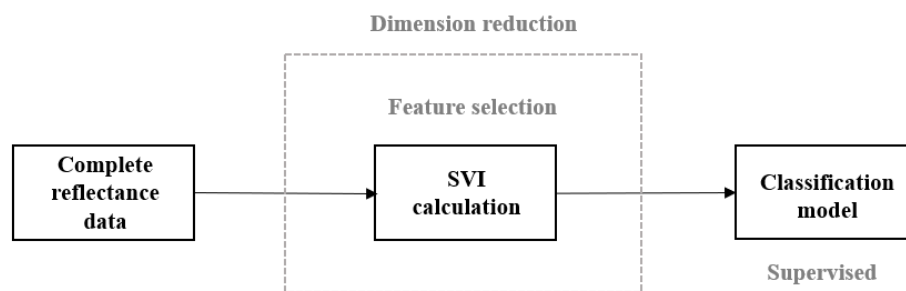 Dimension reduction
Feature selection
Complete
reflectance
data
SVI
calculation
Classification
model
Supervised